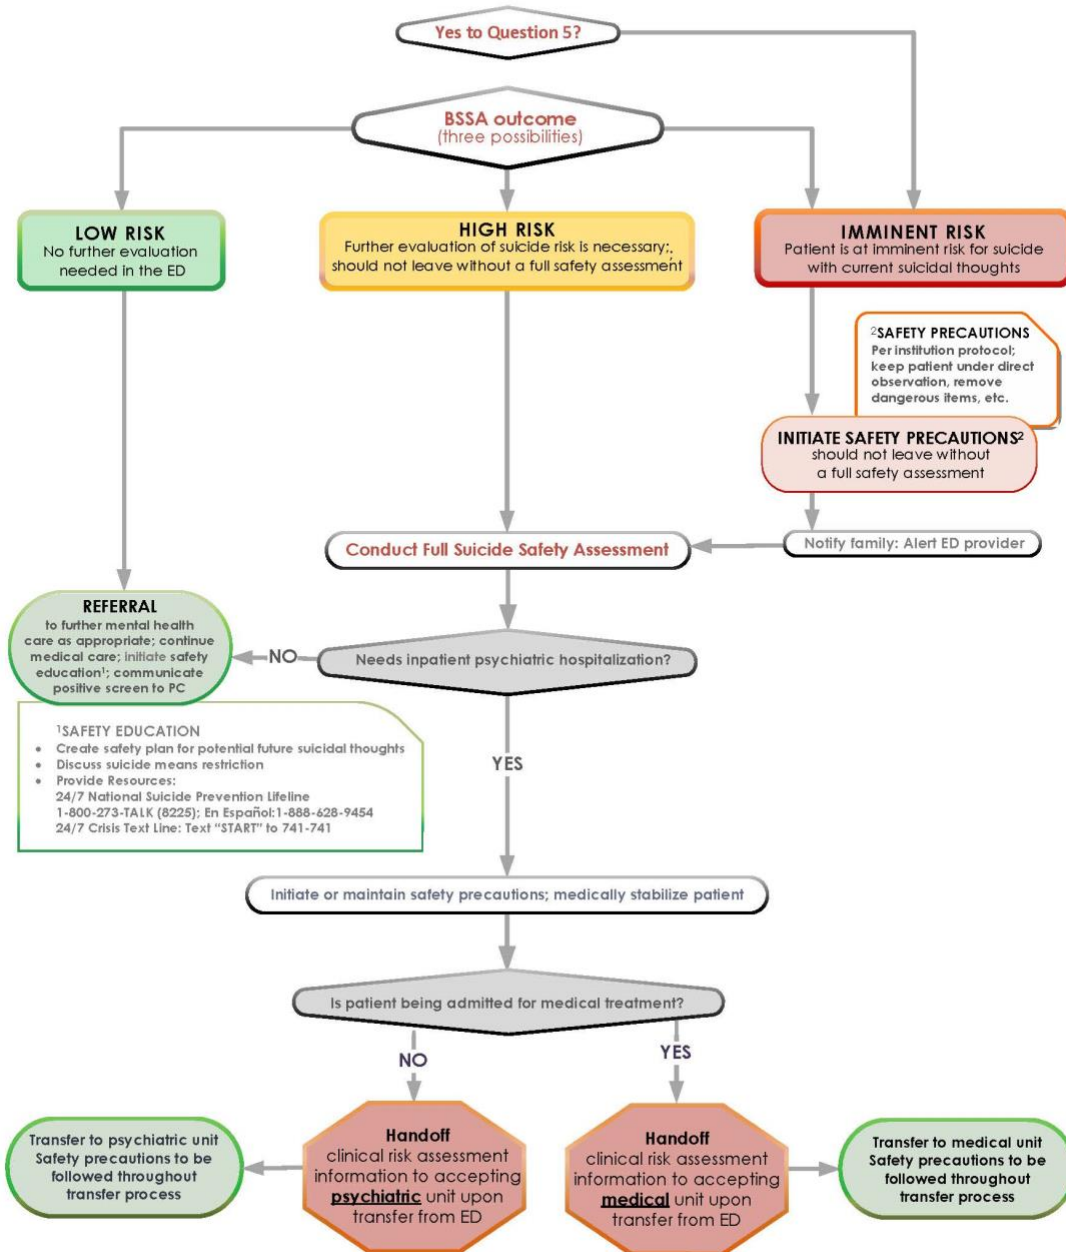 Yes to Question 5?
BSSA outcome
(three possibilities)
LOW RISK
No further evaluation
needed in the ED
HIGH RISK
Further evaluation of suicide risk is necessary;,
should not leave without a full safety assessment
IMMINENT RISK
Patient is at imminent risk for suicide
with current suicidal thoughts
²SAFETY PRECAUTIONS
Per institution protocol;
keep patient under direct
observation, remove
dangerous items, etc.
INITIATE SAFETY PRECAUTIONS²
should not leave without
a full safety assessment
Conduct Full Suicide Safety Assessment
Notify family: Alert ED provider
REFERRAL
to further mental health
care as appropriate; continue
medical care; initiate safety
education¹; communicate
positive screen to PC
NO
Needs inpatient psychiatric hospitalization?
¹SAFETY EDUCATION
• Create safety plan for potential future suicidal thoughts
• Discuss suicide means restriction
• Provide Resources:
24/7 National Suicide Prevention Lifeline
1-800-273-TALK (8225); En Español:1-888-628-9454
24/7 Crisis Text Line: Text “START” to 741-741
YES
Initiate or maintain safety precautions; medically stabilize patient
Is patient being admitted for medical treatment?
NO
YES
Transfer to psychiatric unit
Safety precautions to be
followed throughout
transfer process
Handoff
clinical risk assessment
information to accepting
psychiatric unit upon
transfer from ED
Handoff
clinical risk assessment
information to accepting
medical unit upon
transfer from ED
Transfer to medical unit
Safety precautions to be
followed throughout
transfer process